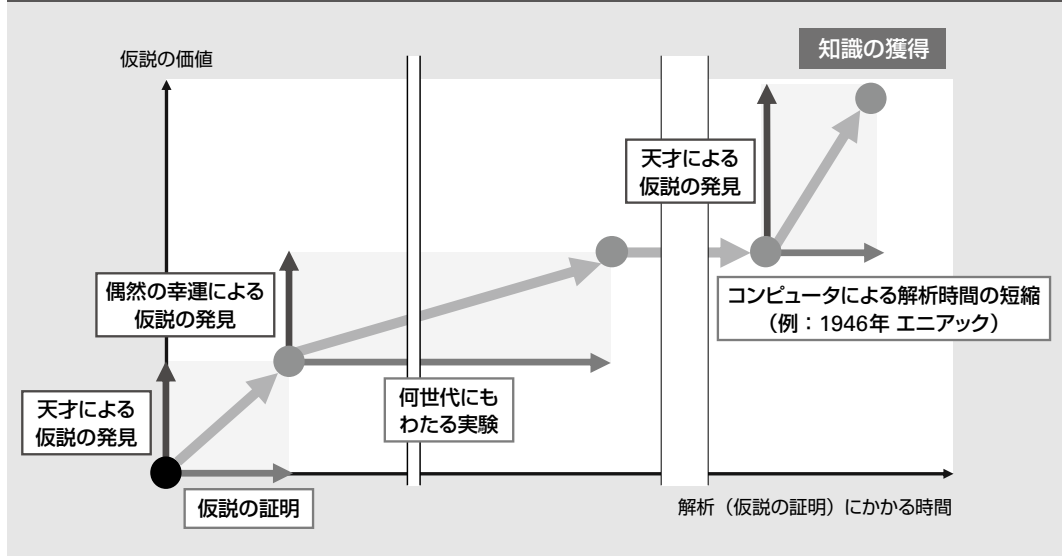 仮説の価値
知識の獲得
天才による
仮説の発見
偶然の幸運による
仮説の発見
コンピュータによる解析時間の短縮
（例：1946年 エニアック）
何世代にも
わたる実験
天才による
仮説の発見
仮説の証明
解析（仮説の証明）にかかる時間